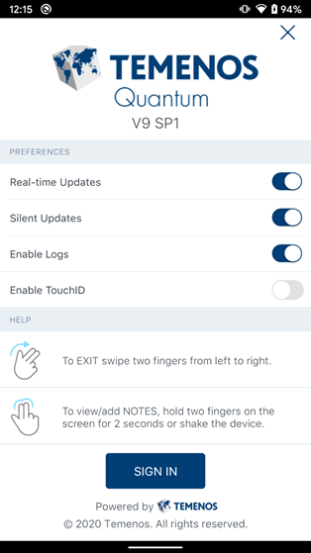 12:15 94%
TEMENOS
Quantum
V9 SP1
PREFERENCES
Real-time Updates
Silent Updates
Enable Logs
Enable TouchID
HELP
To EXIT swipe two fingers from left to right.
To view/add NOTES, hold two fingers on the
screen for 2 seconds or shake the device.
SIGN IN
Powered by TEMENOS
© 2020 Temenos. All rights reserved.